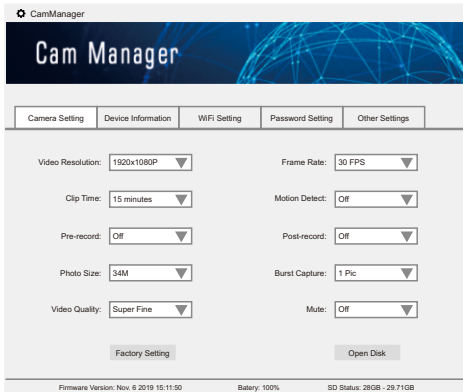 CamManager
Cam Manager
Camera Setting Device Information WiFi Setting Password Setting Other Settings
Video Resolution: 1920x1080P Frame Rate: 30 FPS
Clip Time: 15 minutes Motion Detect: Off
Pre-record: Off Post-record: Off
Photo Size: 34M Burst Capture: 1 Pic
Video Quality: Super Fine Mute: Off
Factory Setting Open Disk
Firmware Version: Nov. 6 2019 15:11:50 Batery: 100% SD Status: 28GB - 29.71GB